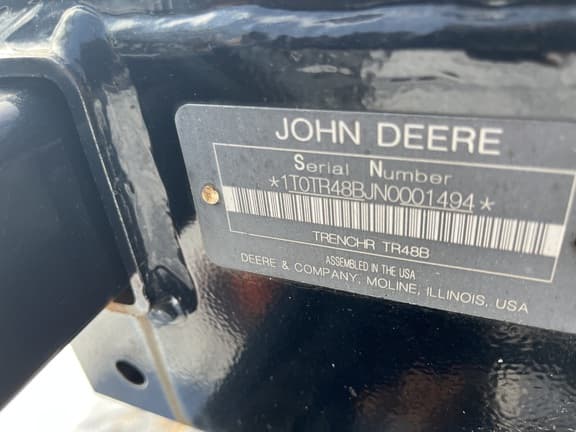 JOHN DEERE
Serial Number
*1T0TR48BJN0001494*
TRENCHR TR48B
ASSEMBLED IN THE USA
DEERE & COMPANY, MOLINE, ILLINOIS, USA